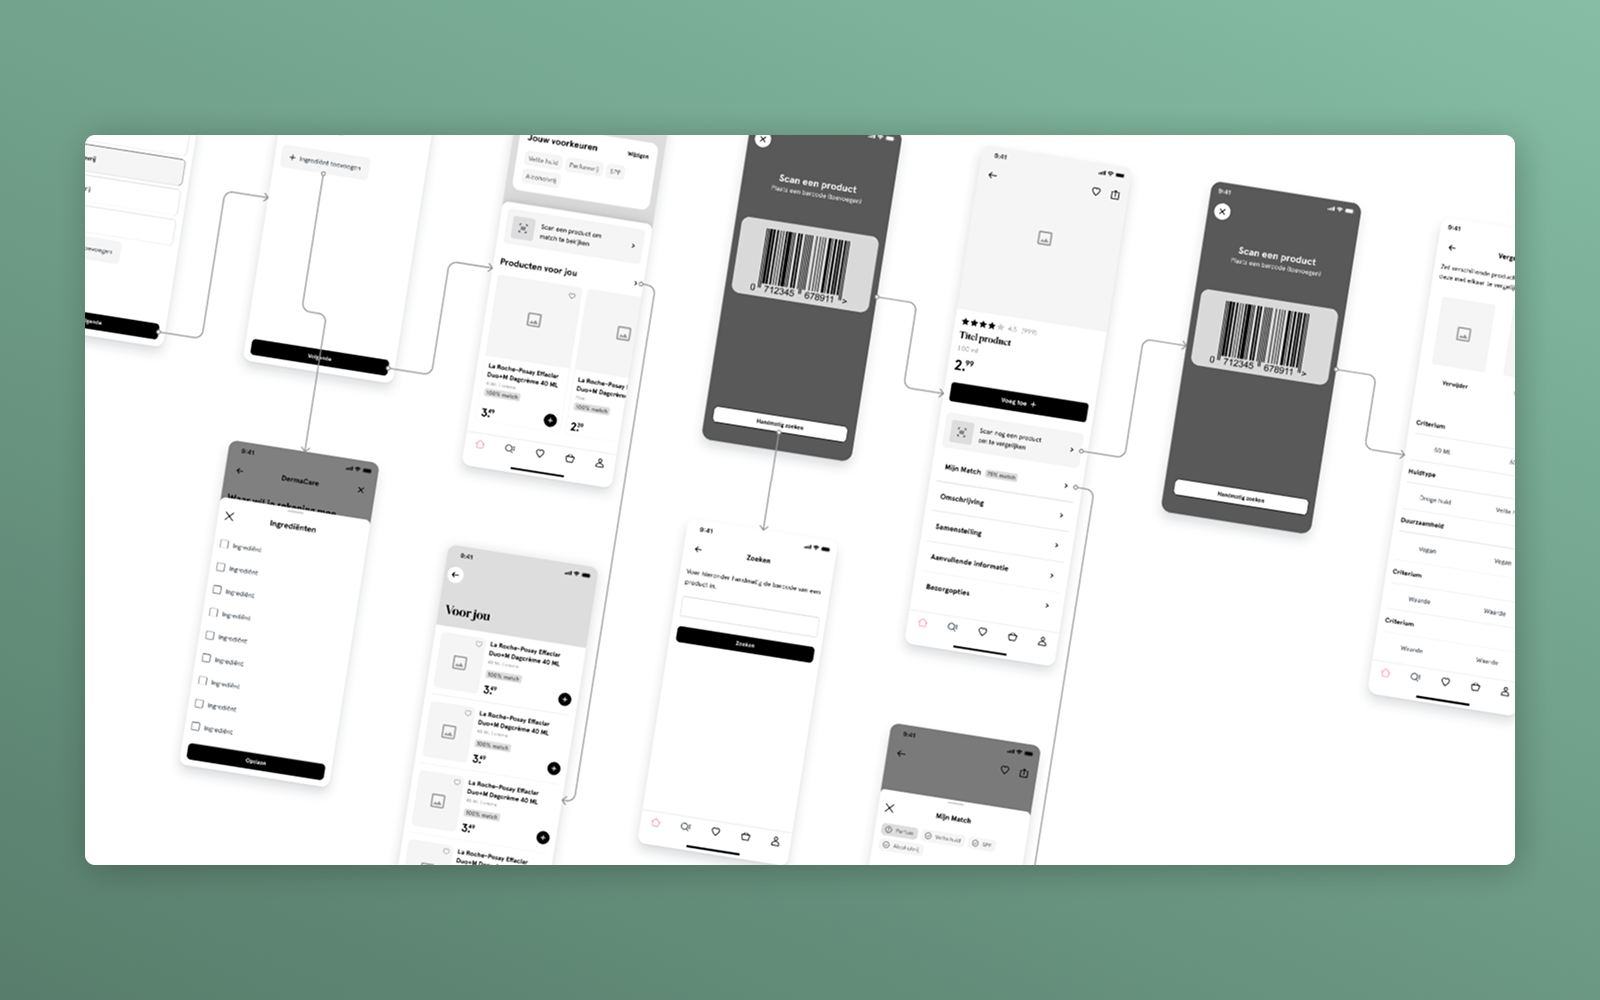 + Ingrediënt toevoegen
Volgende
9:41
DermaCare
Ingrediënten
Ingrediënt
Ingrediënt
Ingrediënt
Ingrediënt
Ingrediënt
Ingrediënt
Ingrediënt
Ingrediënt
Ingrediënt
Opslaan
Jouw voorkeuren
Wijzigen
Vette huid
Parfumvrij
SPF
Alcoholvrij
Scan een product om
match te bekijken
Producten voor jou
La Roche-Posay Effaclar
Duo+M Dagcrème 40 ML
100% match
3.49
La Roche-Posay
Duo+M Dagcrème
100% match
2.39
9:41
Voor jou
La Roche-Posay Effaclar
Duo+M Dagcrème 40 ML
100% match
3.49
La Roche-Posay Effaclar
Duo+M Dagcrème 40 ML
100% match
3.49
La Roche-Posay Effaclar
Duo+M Dagcrème 40 ML
100% match
3.49
La Roche-Posay Effaclar
Duo+M Dagcrème 40 ML
Scan een product
Plaats een barcode (toevoegen)
0 712345 678911 >
Handmatig zoeken
9:41
Zoeken
Voer hieronder handmatig de barcode van een
product in.
Zoeken
9:41
4.5 (999)
Titel product
100 ml
2.99
Voeg toe +
Scan nog een product
om te vergelijken
Mijn Match
75% match
Omschrijving
Samenstelling
Aanvullende informatie
Bezorgopties
9:41
Mijn Match
Parfum
Vette huid
SPF
Alcoholvrij
9:41
Scan een product
Plaats een barcode (toevoegen)
0 712345 678911 >
Handmatig zoeken
9:41
Zet verschillende
deze met elkaar te
Verwijder
Criterium
50 ML
Huidtype
Droge huid
Vette
Duurzaamheid
Vegan
Vegan
Criterium
Waarde
Waarde
Criterium
Waarde
Waarde